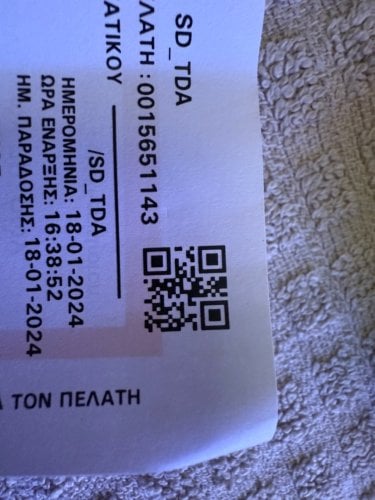 SD_TDA
ΛΑΤΗ : 0015651143
ΑΤΙΚΟΥ
/SD_TDA
ΗΜΕΡΟΜΗΝΙΑ: 18-01-2024
ΩΡΑ ΕΝΑΡΞΗΣ: 16:38:52
ΗΜ. ΠΑΡΑΔΟΣΗΣ: 18-01-2024
Α ΤΟΝ ΠΕΛΑΤΗ